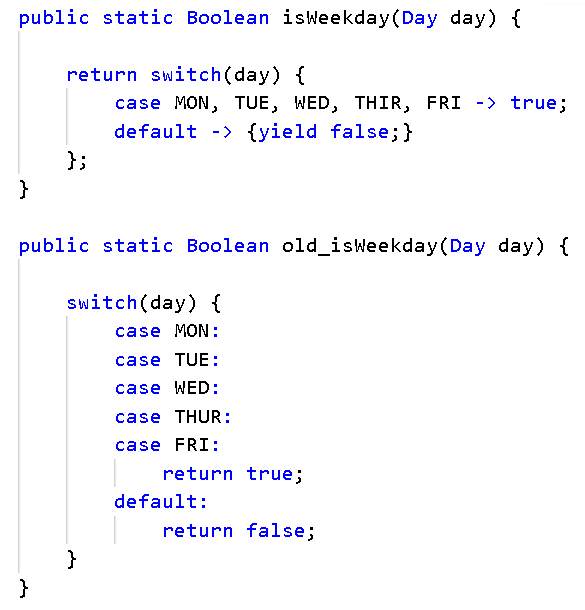 public static Boolean isWeekday(Day day) {
return switch(day) {
case MON, TUE, WED, THIR, FRI -> true;
default -> {yield false;}
};
}
public static Boolean old_isWeekday(Day day) {
switch(day) {
case MON:
case TUE:
case WED:
case THUR:
case FRI:
return true;
default:
return false;
}
}